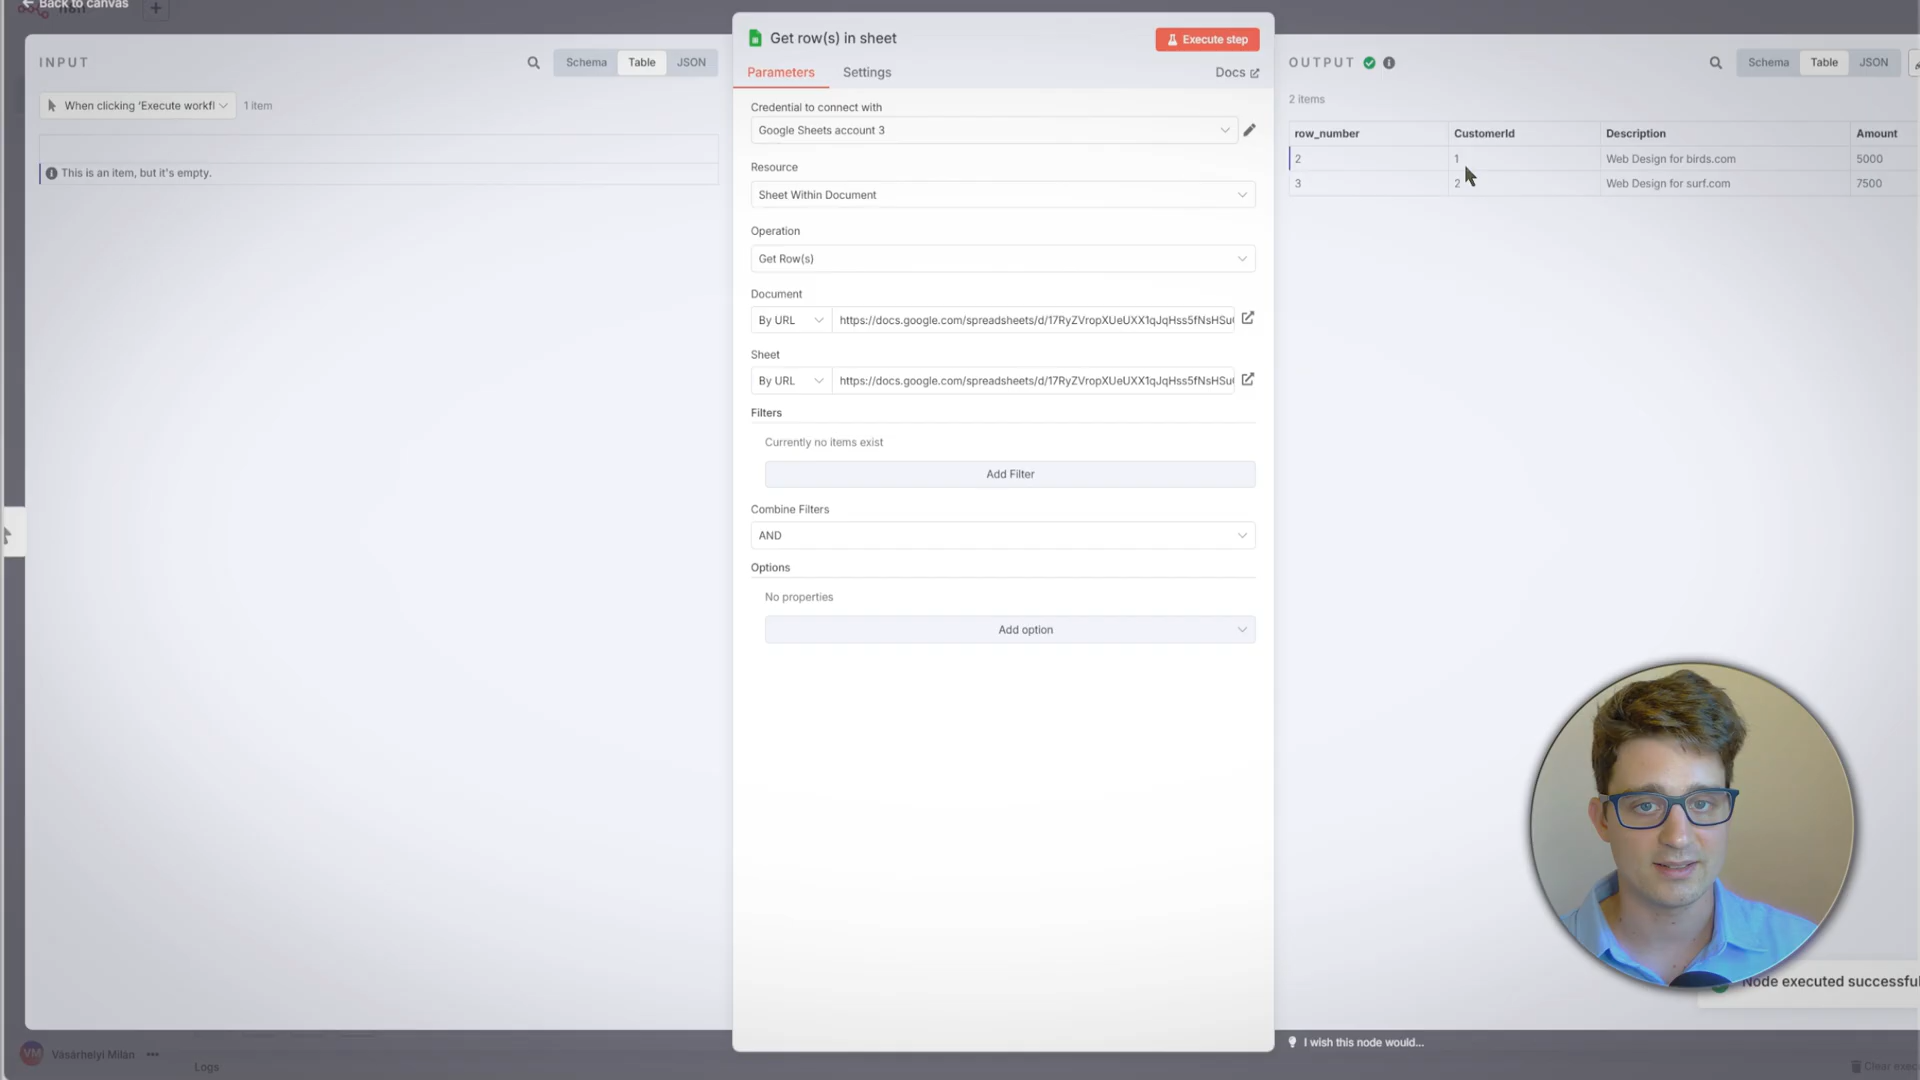 Back to canvas
INPUT
Schema
Table
JSON
When clicking 'Execute workfl
1 item
This is an item, but it's empty.
Get row(s) in sheet
Execute step
Parameters
Settings
Docs
Credential to connect with
Google Sheets account 3
Resource
Sheet Within Document
Operation
Get Row(s)
Document
By URL
https://docs.google.com/spreadsheets/d/17RyZVropXUeUXX1qJqHss5fNsHSu
Sheet
By URL
https://docs.google.com/spreadsheets/d/17RyZVropXUeUXX1qJqHss5fNsHSu
Filters
Currently no items exist
Add Filter
Combine Filters
AND
Options
No properties
Add option
OUTPUT
Schema
Table
JSON
2 items
row_number CustomerId Description Amount
2 1 Web Design for birds.com 5000
3 2 Web Design for surf.com 7500
Node executed successful
I wish this node would...
VM
Vásárhelyi Milán
Logs
Clear exec